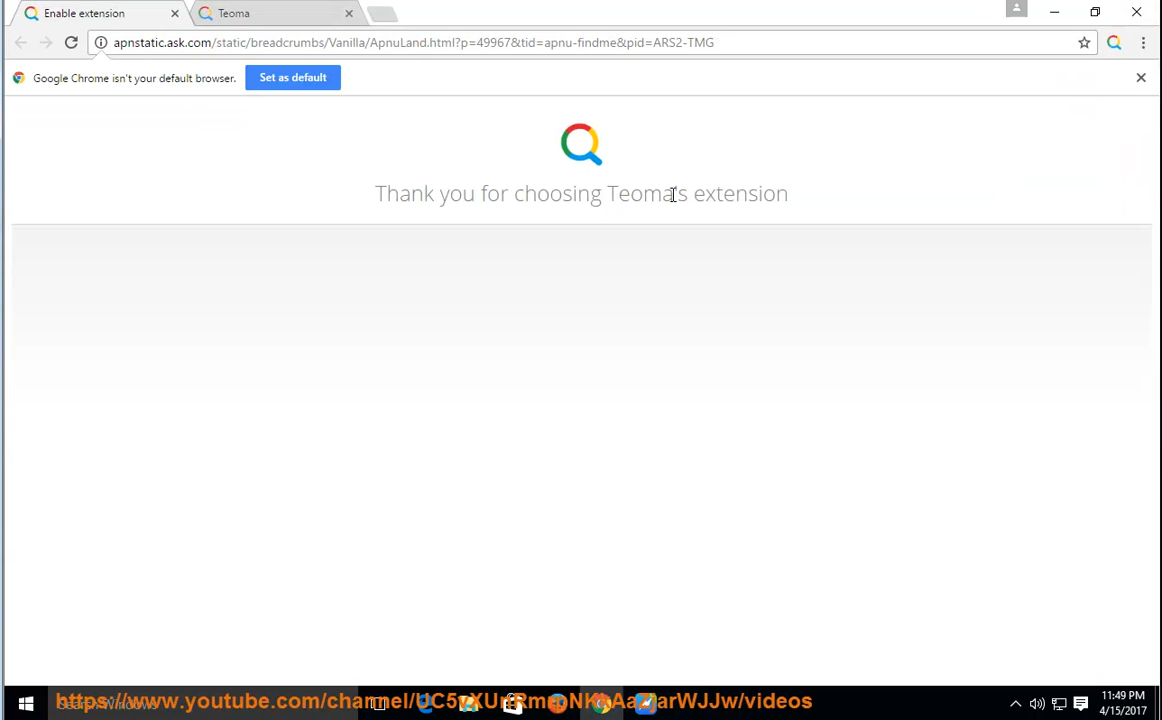 Enable extension
Teoma
apnstatic.ask.com/static/breadcrumbs/Vanilla/ApnuLand.html?p=49967&tid=apnu-findme&pid=ARS2-TMG
Google Chrome isn't your default browser.
Set as default
Thank you for choosing Teoma's extension
Search Windows
11:49 PM
4/15/2017